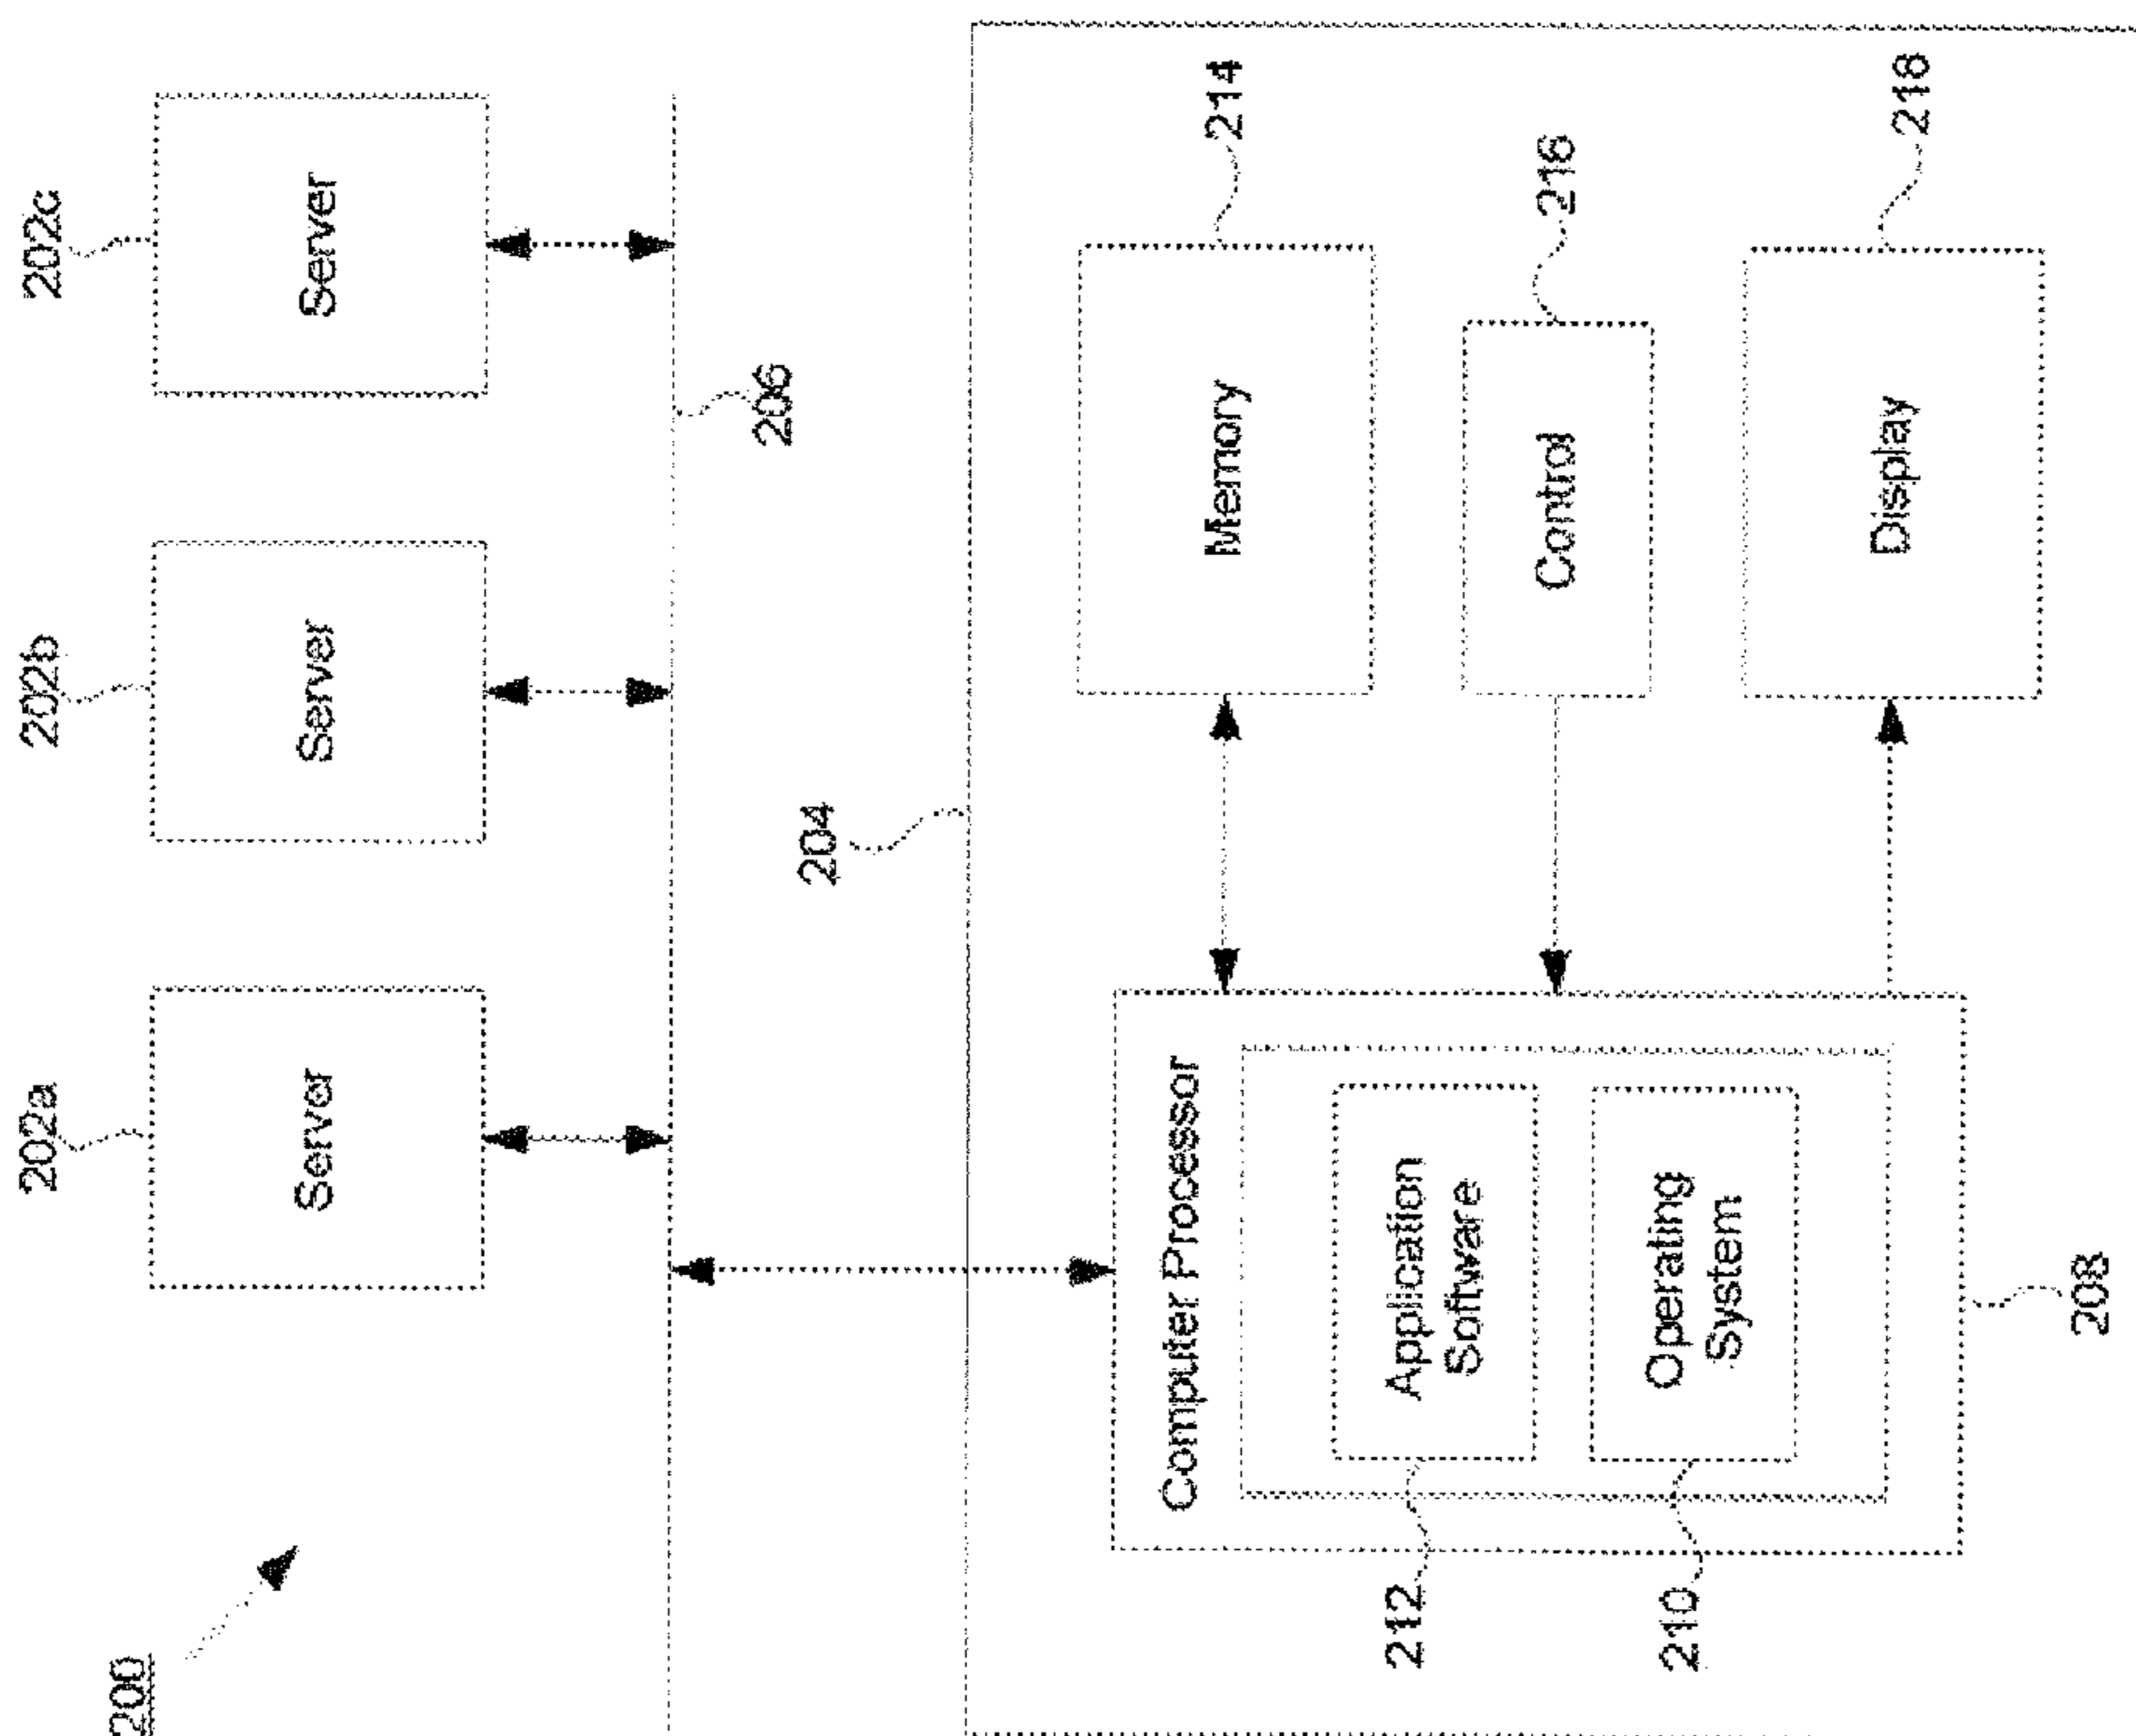 200
202a
202b
202c
Server
Server
Server
206
204
Computer Processor
Application
Software
Operating
System
212
210
208
Memory
214
Control
216
Display
218